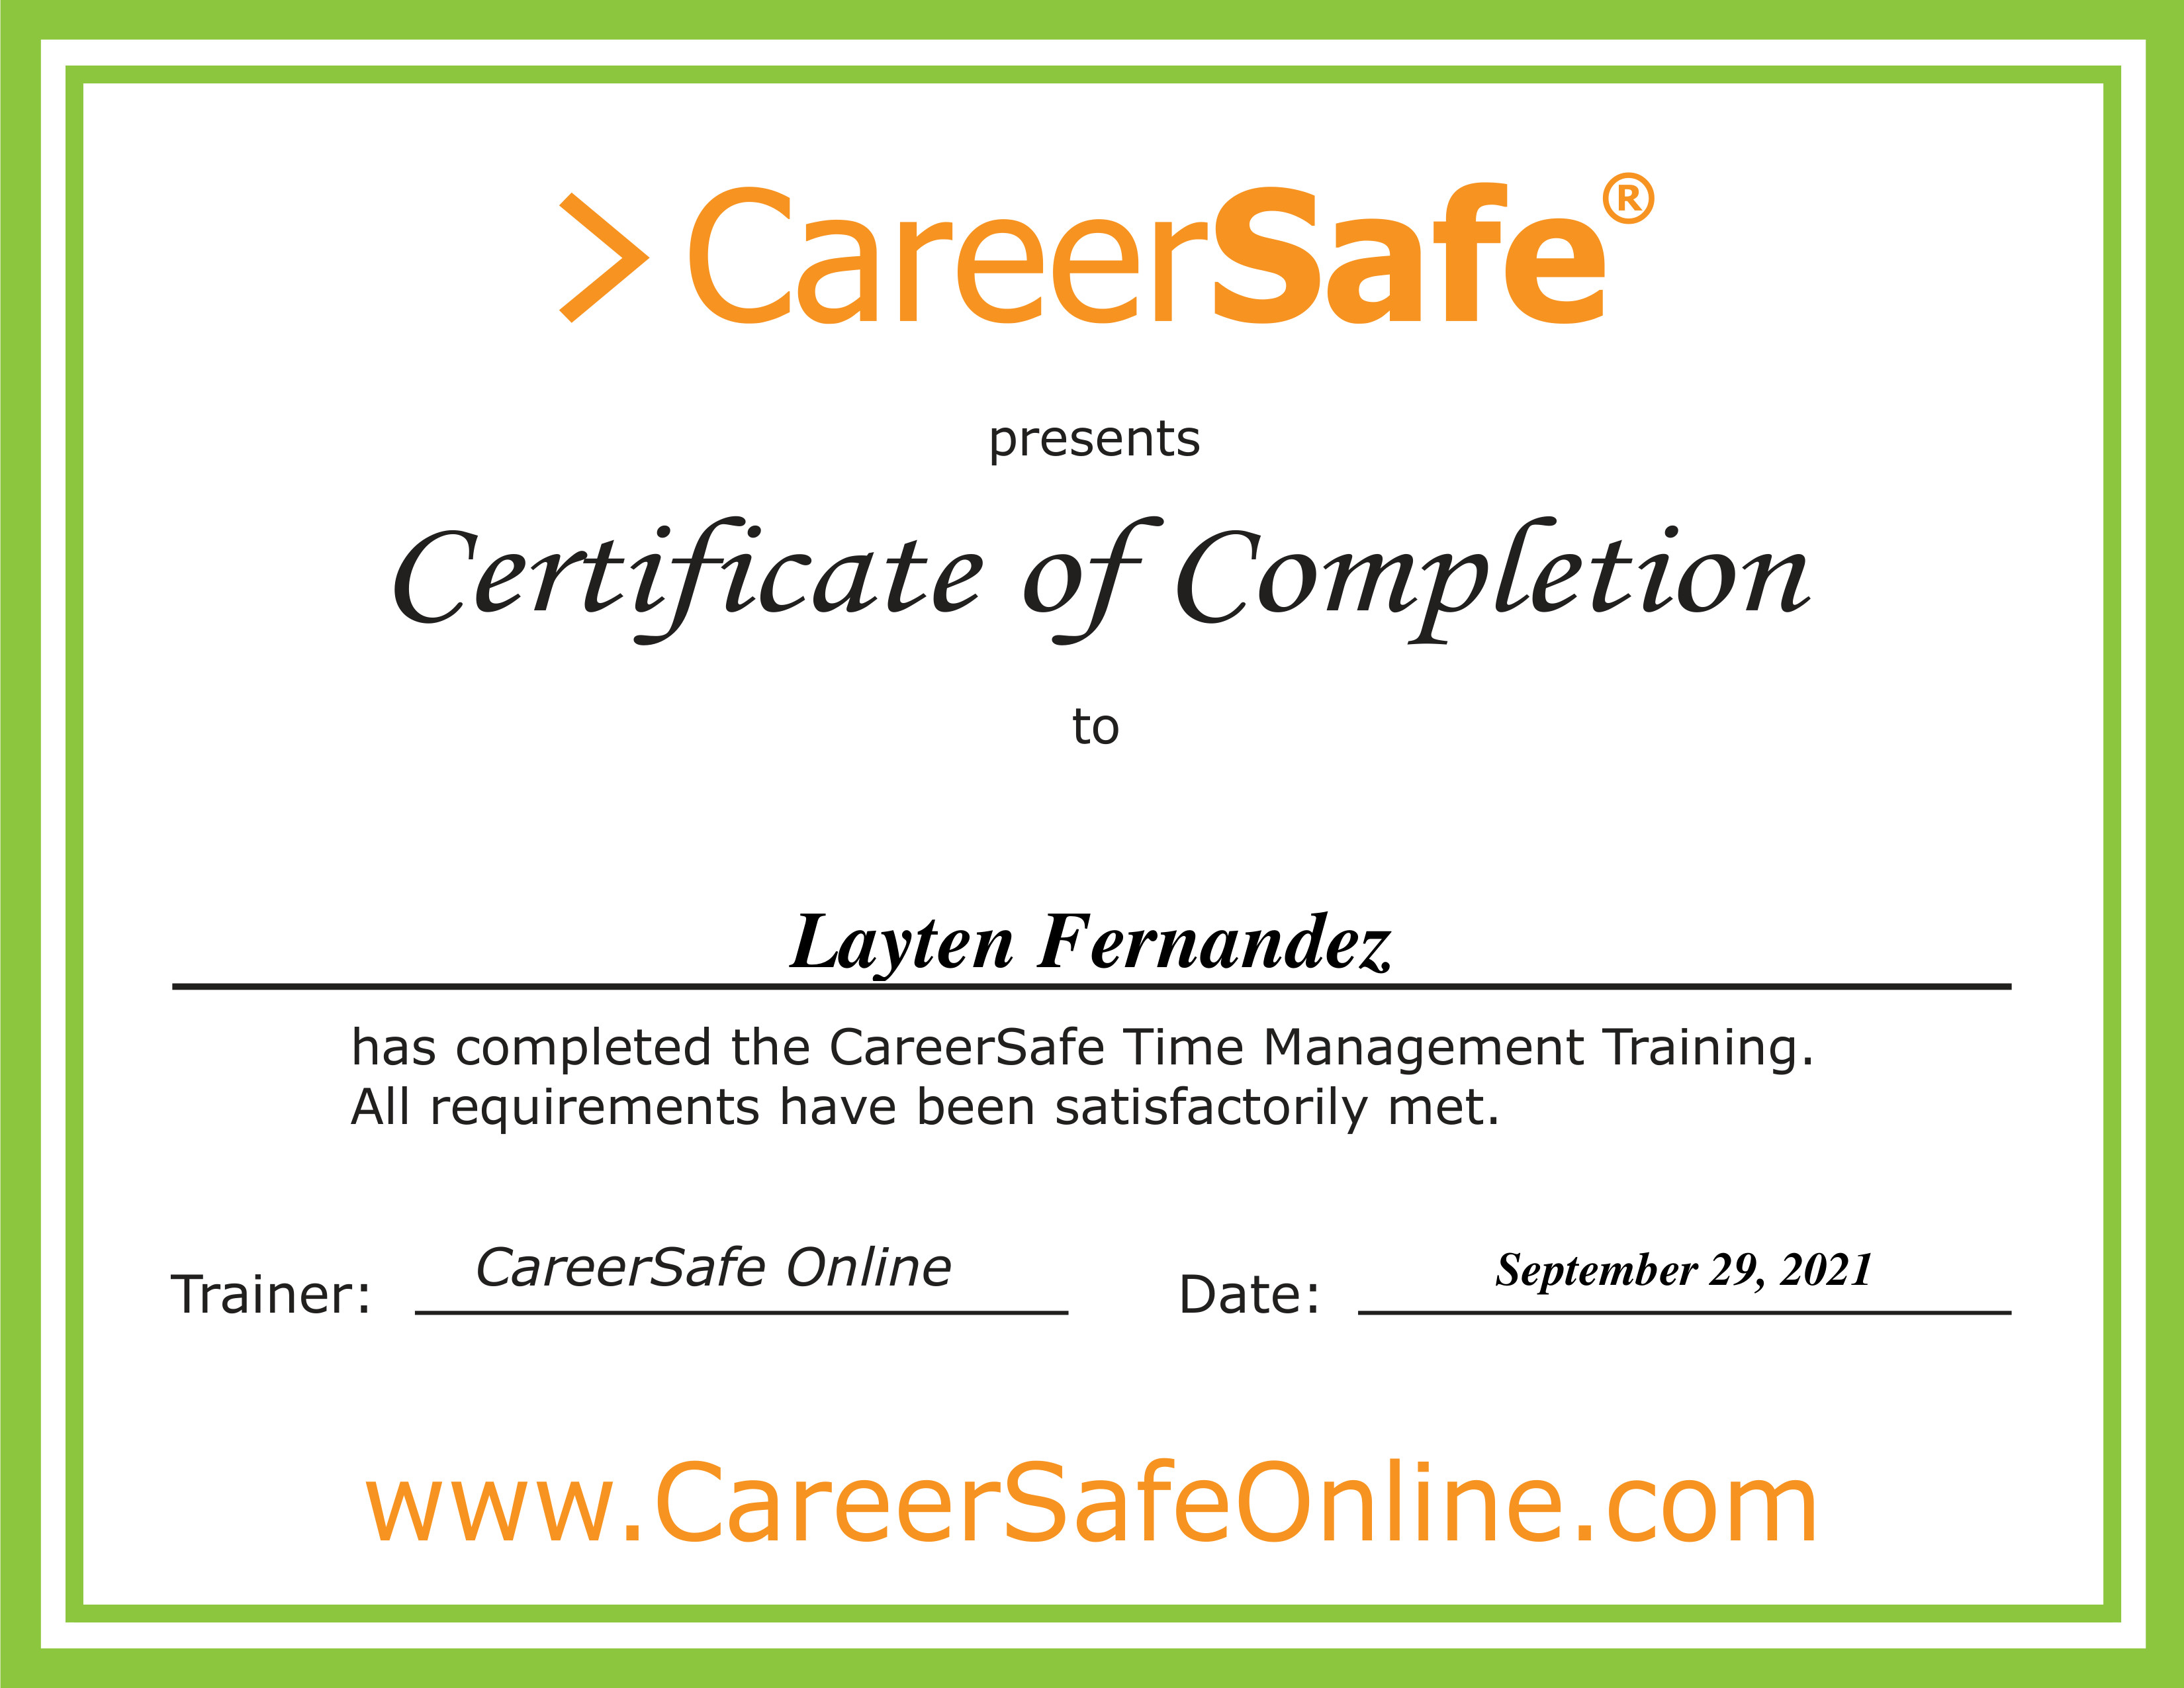 > CareerSafe®
presents
Certificate of Completion
to
Layten Fernandez
has completed the CareerSafe Time Management Training.
All requirements have been satisfactorily met.
Trainer: CareerSafe Online Date: September 29, 2021
www.CareerSafeOnline.com